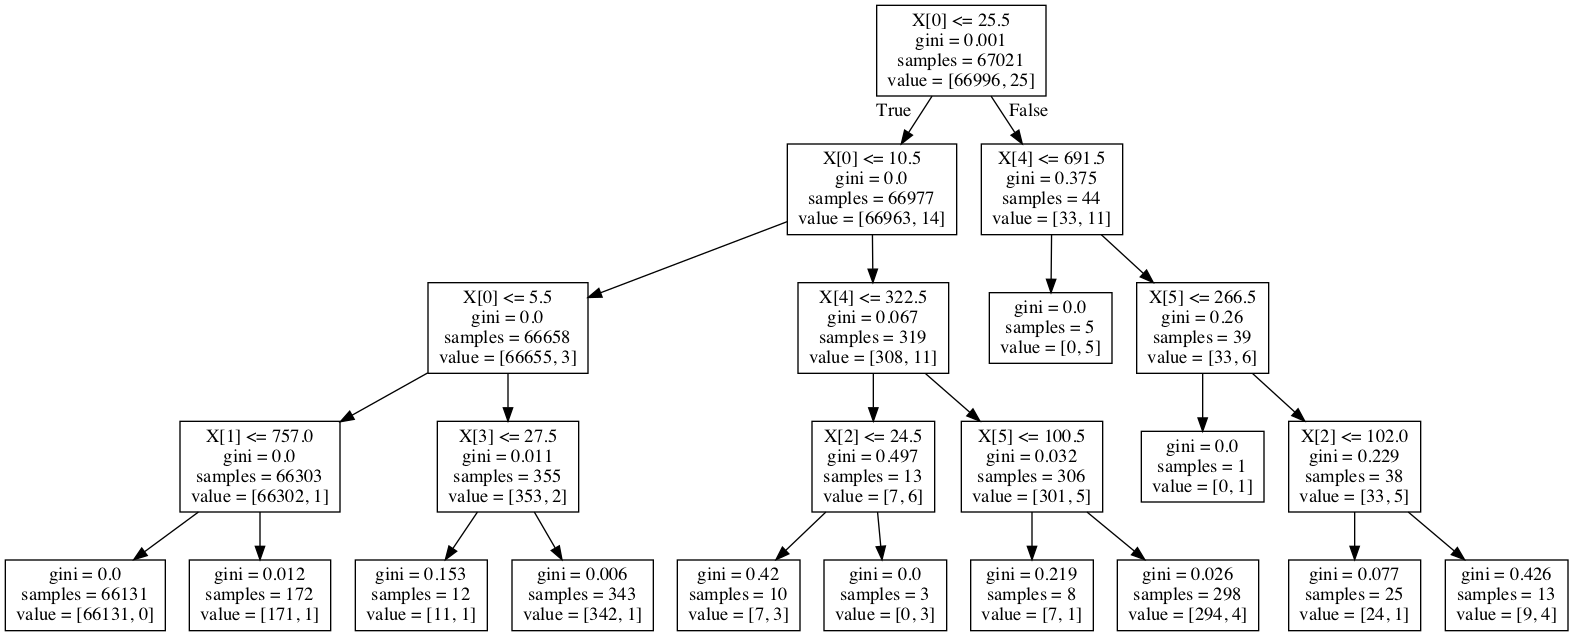 X[0] <= 25.5
gini = 0.001
samples = 67021
value = [66996, 25]
True
False
X[0] <= 10.5
gini = 0.0
samples = 66977
value = [66963, 14]
X[4] <= 691.5
gini = 0.375
samples = 44
value = [33, 11]
X[0] <= 5.5
gini = 0.0
samples = 66658
value = [66655, 3]
X[4] <= 322.5
gini = 0.067
samples = 319
value = [308, 11]
gini = 0.0
samples = 5
value = [0, 5]
X[5] <= 266.5
gini = 0.26
samples = 39
value = [33, 6]
X[1] <= 757.0
gini = 0.0
samples = 66303
value = [66302, 1]
X[3] <= 27.5
gini = 0.011
samples = 355
value = [353, 2]
X[2] <= 24.5
gini = 0.497
samples = 13
value = [7, 6]
X[5] <= 100.5
gini = 0.032
samples = 306
value = [301, 5]
gini = 0.0
samples = 1
value = [0, 1]
X[2] <= 102.0
gini = 0.229
samples = 38
value = [33, 5]
gini = 0.0
samples = 66131
value = [66131, 0]
gini = 0.012
samples = 172
value = [171, 1]
gini = 0.153
samples = 12
value = [11, 1]
gini = 0.006
samples = 343
value = [342, 1]
gini = 0.42
samples = 10
value = [7, 3]
gini = 0.0
samples = 3
value = [0, 3]
gini = 0.219
samples = 8
value = [7, 1]
gini = 0.026
samples = 298
value = [294, 4]
gini = 0.077
samples = 25
value = [24, 1]
gini = 0.426
samples = 13
value = [9, 4]